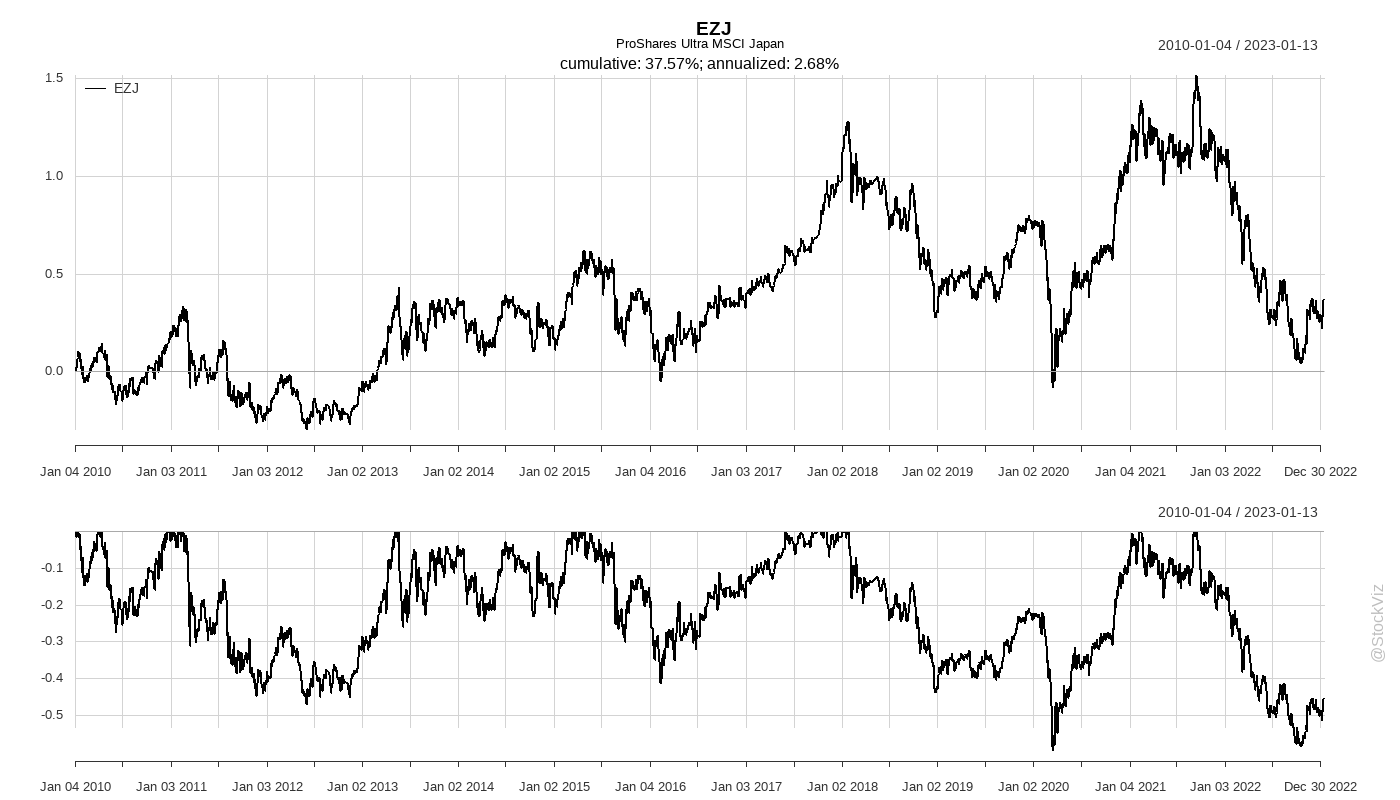 EZJ
ProShares Ultra MSCI Japan
2010-01-04 / 2023-01-13
cumulative: 37.57%; annualized: 2.68%
1.5
EZJ
1.0
0.5
0.0
Jan 04 2010 Jan 03 2011 Jan 03 2012 Jan 02 2013 Jan 02 2014 Jan 02 2015 Jan 04 2016 Jan 03 2017 Jan 02 2018 Jan 02 2019 Jan 02 2020 Jan 04 2021 Jan 03 2022 Dec 30 2022
2010-01-04 / 2023-01-13
-0.1
-0.2
-0.3
-0.4
-0.5
@StockViz
Jan 04 2010 Jan 03 2011 Jan 03 2012 Jan 02 2013 Jan 02 2014 Jan 02 2015 Jan 04 2016 Jan 03 2017 Jan 02 2018 Jan 02 2019 Jan 02 2020 Jan 04 2021 Jan 03 2022 Dec 30 2022